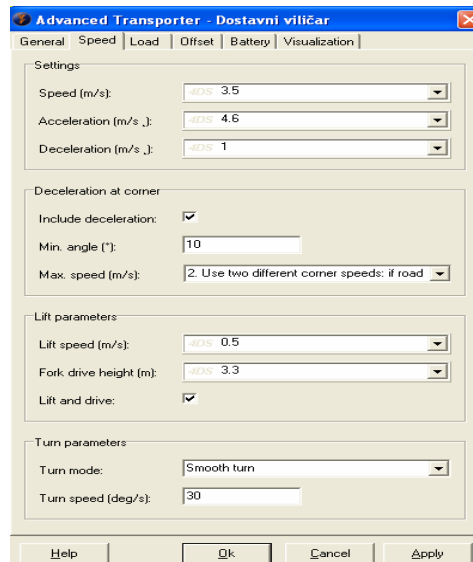 Advanced Transporter - Dostavni viličar
General Speed Load Offset Battery Visualization
Settings
Speed (m/s): 4DS 3.5
Acceleration (m/s ): 4DS 4.6
Deceleration (m/s ): 4DS 1
Deceleration at corner
Include deceleration:
Min. angle (°): 10
Max. speed (m/s): 2. Use two different corner speeds: if road
Lift parameters
Lift speed (m/s): 4DS 0.5
Fork drive height (m): 4DS 3.3
Lift and drive:
Turn parameters
Turn mode: Smooth turn
Turn speed (deg/s): 30
Help Ok Cancel Apply